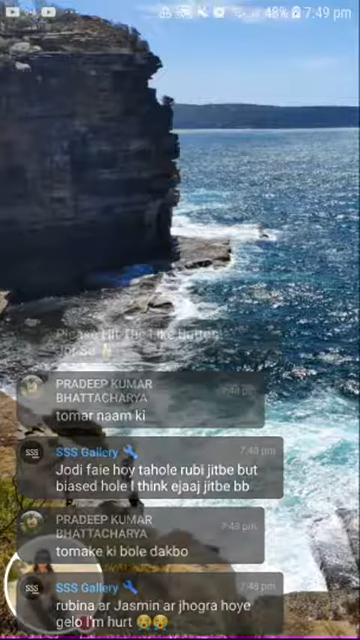 48% 7:49 pm
Please Hit The Like Button
PRADEEP KUMAR
BHATTACHARYA 7:48 pm
tomar naam ki
SSS Gallery 7:48 pm
Jodi faie hoy tahole rubi jitbe but
biased hole I think ejaaj jitbe bb
PRADEEP KUMAR
BHATTACHARYA 7:48 pm
tomake ki bole dakbo
SSS Gallery 7:48 pm
rubina ar Jasmin ar jhogra hoye
gelo I'm hurt 😢😢